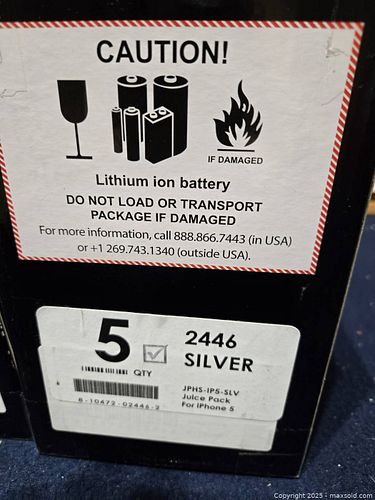 CAUTION!
IF DAMAGED
Lithium ion battery
DO NOT LOAD OR TRANSPORT
PACKAGE IF DAMAGED
For more information, call 888.866.7443 (in USA)
or +1 269.743.1340 (outside USA).
5
QTY
2446
SILVER
JPHS-IP5-SLV
Juice Pack
For iPhone 5
8-10472-02446-2
Copyright 2025 - maxsold.com